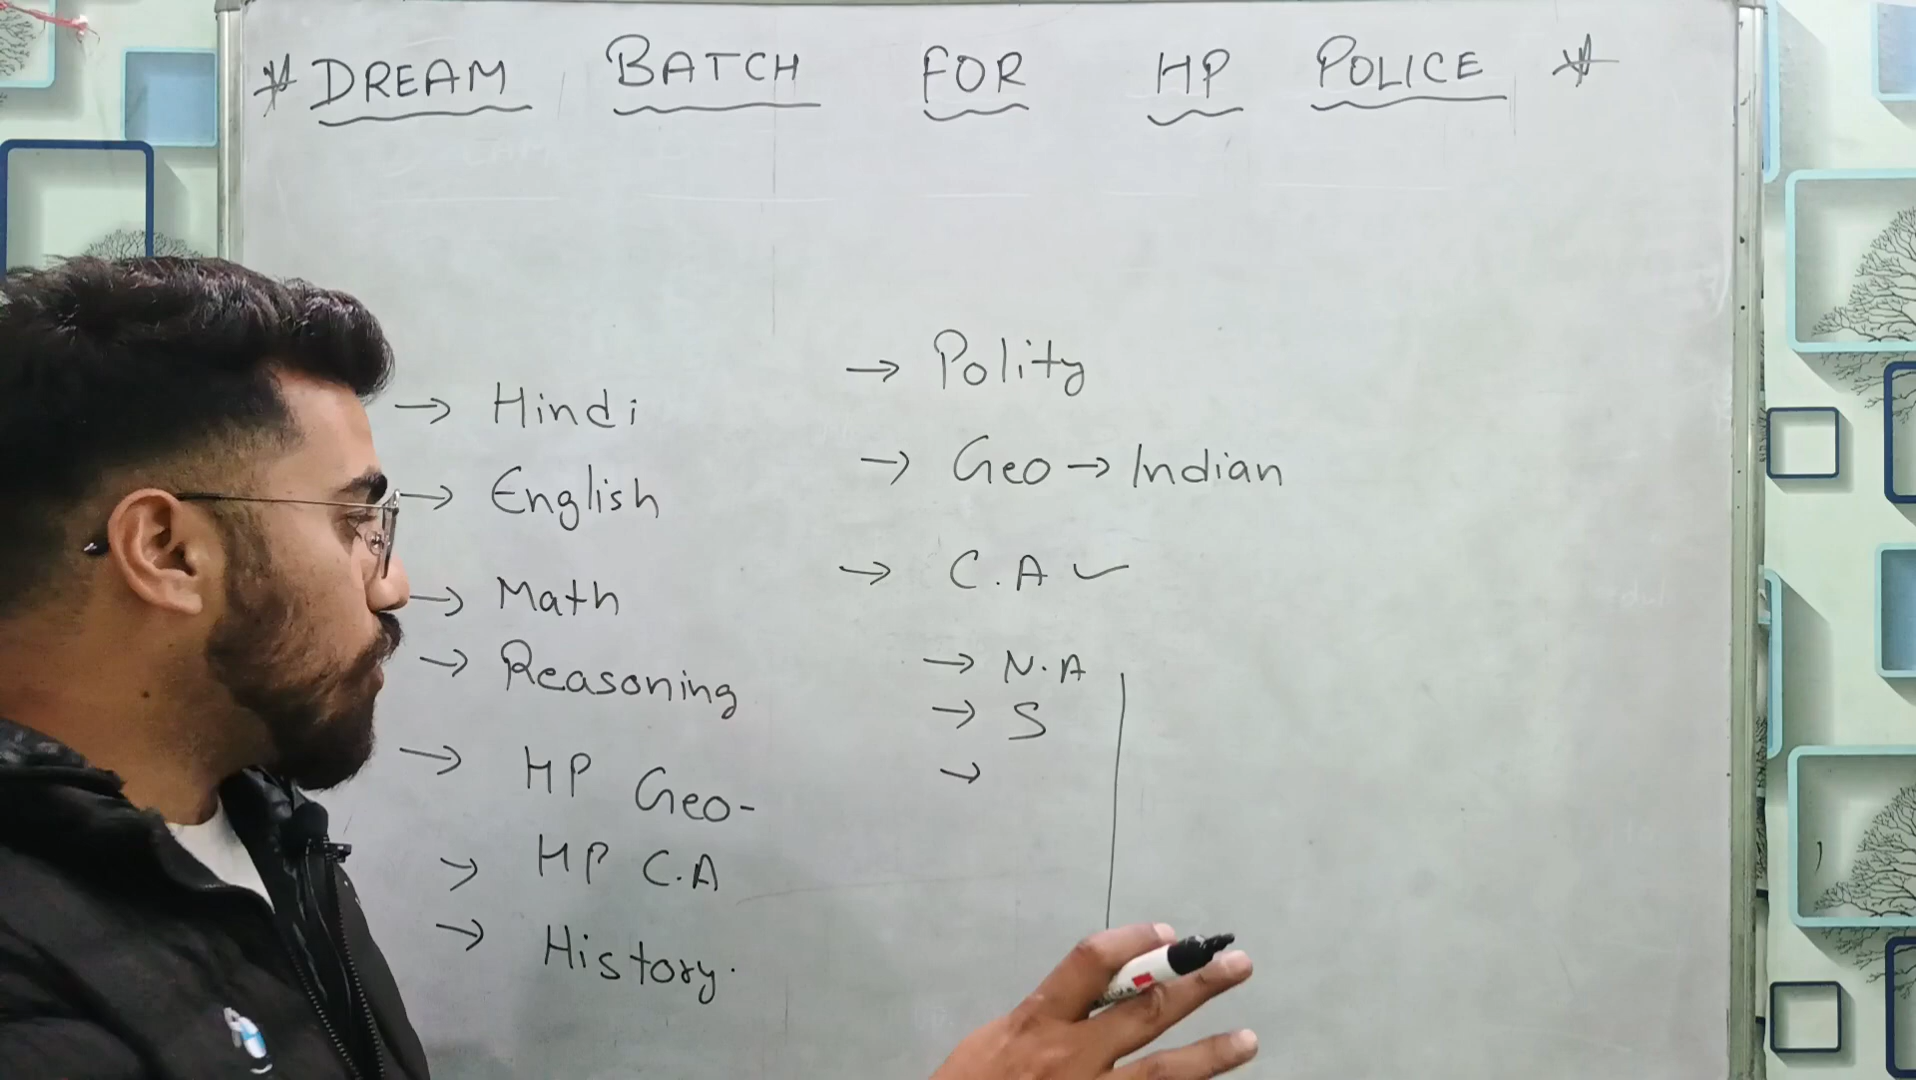 * DREAM BATCH FOR HP POLICE *
→ Hindi
→ English
→ Math
→ Reasoning
→ HP Geo-
→ HP C.A
→ History.
→ Polity
→ Geo → Indian
→ C.A ✓
→ N.A
→ S
→